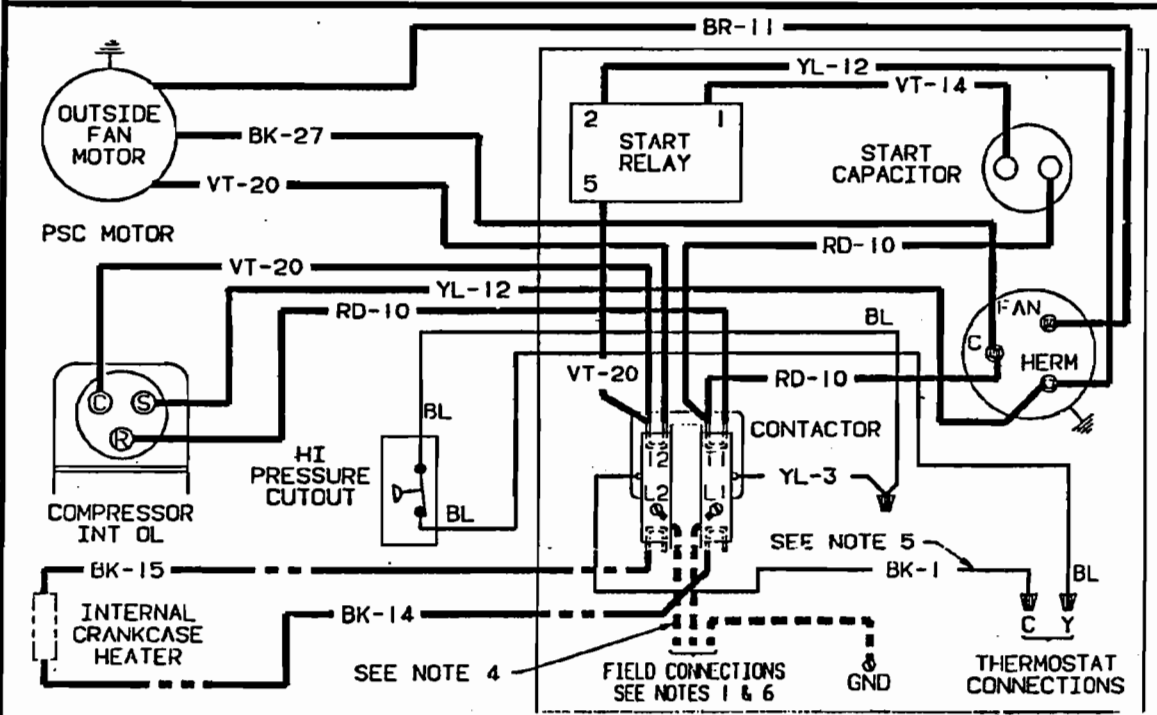 BR-11
YL-12
VT-14
OUTSIDE
FAN
MOTOR
2
1
START
RELAY
5
START
CAPACITOR
BK-27
VT-20
PSC MOTOR
RD-10
VT-20
YL-12
RD-10
BL
FAN
C
HERM
VT-20
RD-10
C
S
R
BL
HI
PRESSURE
CUTOUT
CONTACTOR
YL-3
L2
L1
COMPRESSOR
INT OL
BL
SEE NOTE 5
BK-15
BK-1
BL
INTERNAL
CRANKCASE
HEATER
BK-14
C
Y
SEE NOTE 4
FIELD CONNECTIONS
SEE NOTES 1 & 6
GND
THERMOSTAT
CONNECTIONS